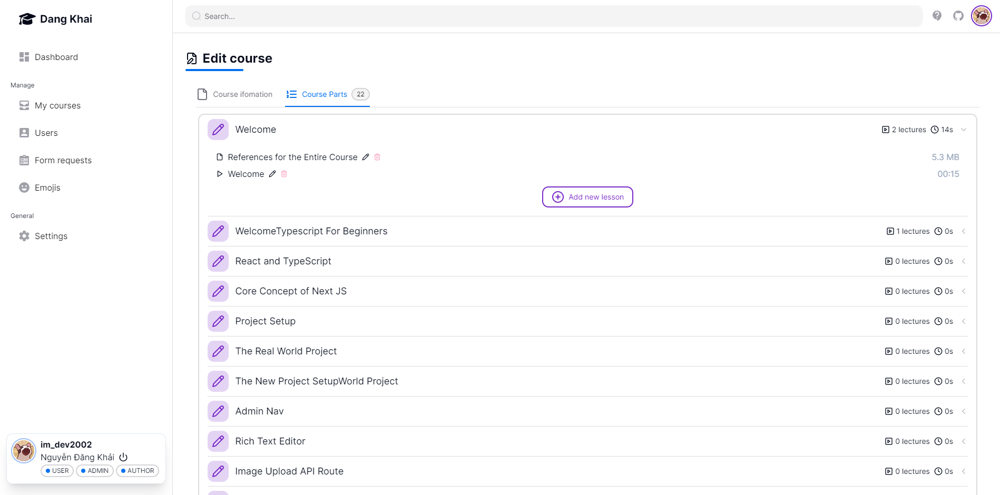 Dang Khai
Search...
Dashboard
Manage
My courses
Users
Form requests
Emojis
General
Settings
im_dev2002
Nguyễn Đăng Khải
USER ADMIN AUTHOR
Edit course
Course ifomation Course Parts 22
Welcome 2 lectures 14s
References for the Entire Course 5.3 MB
Welcome 00:15
Add new lesson
WelcomeTypescript For Beginners 1 lectures 0s
React and TypeScript 0 lectures 0s
Core Concept of Next JS 0 lectures 0s
Project Setup 0 lectures 0s
The Real World Project 0 lectures 0s
The New Project SetupWorld Project 0 lectures 0s
Admin Nav 0 lectures 0s
Rich Text Editor 0 lectures 0s
Image Upload API Route 0 lectures 0s